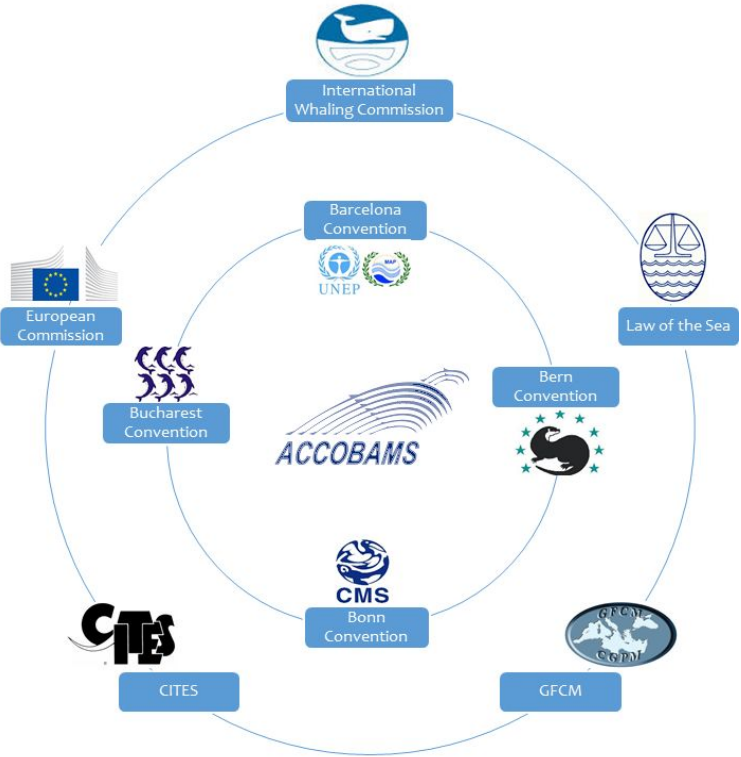 International
Whaling Commission
Barcelona
Convention
UNEP
MAP
European
Commission
Law of the Sea
Bucharest
Convention
Bern
Convention
ACCOBAMS
CMS
Bonn
Convention
CITES
GFCM
CGPM
CITES
GFCM